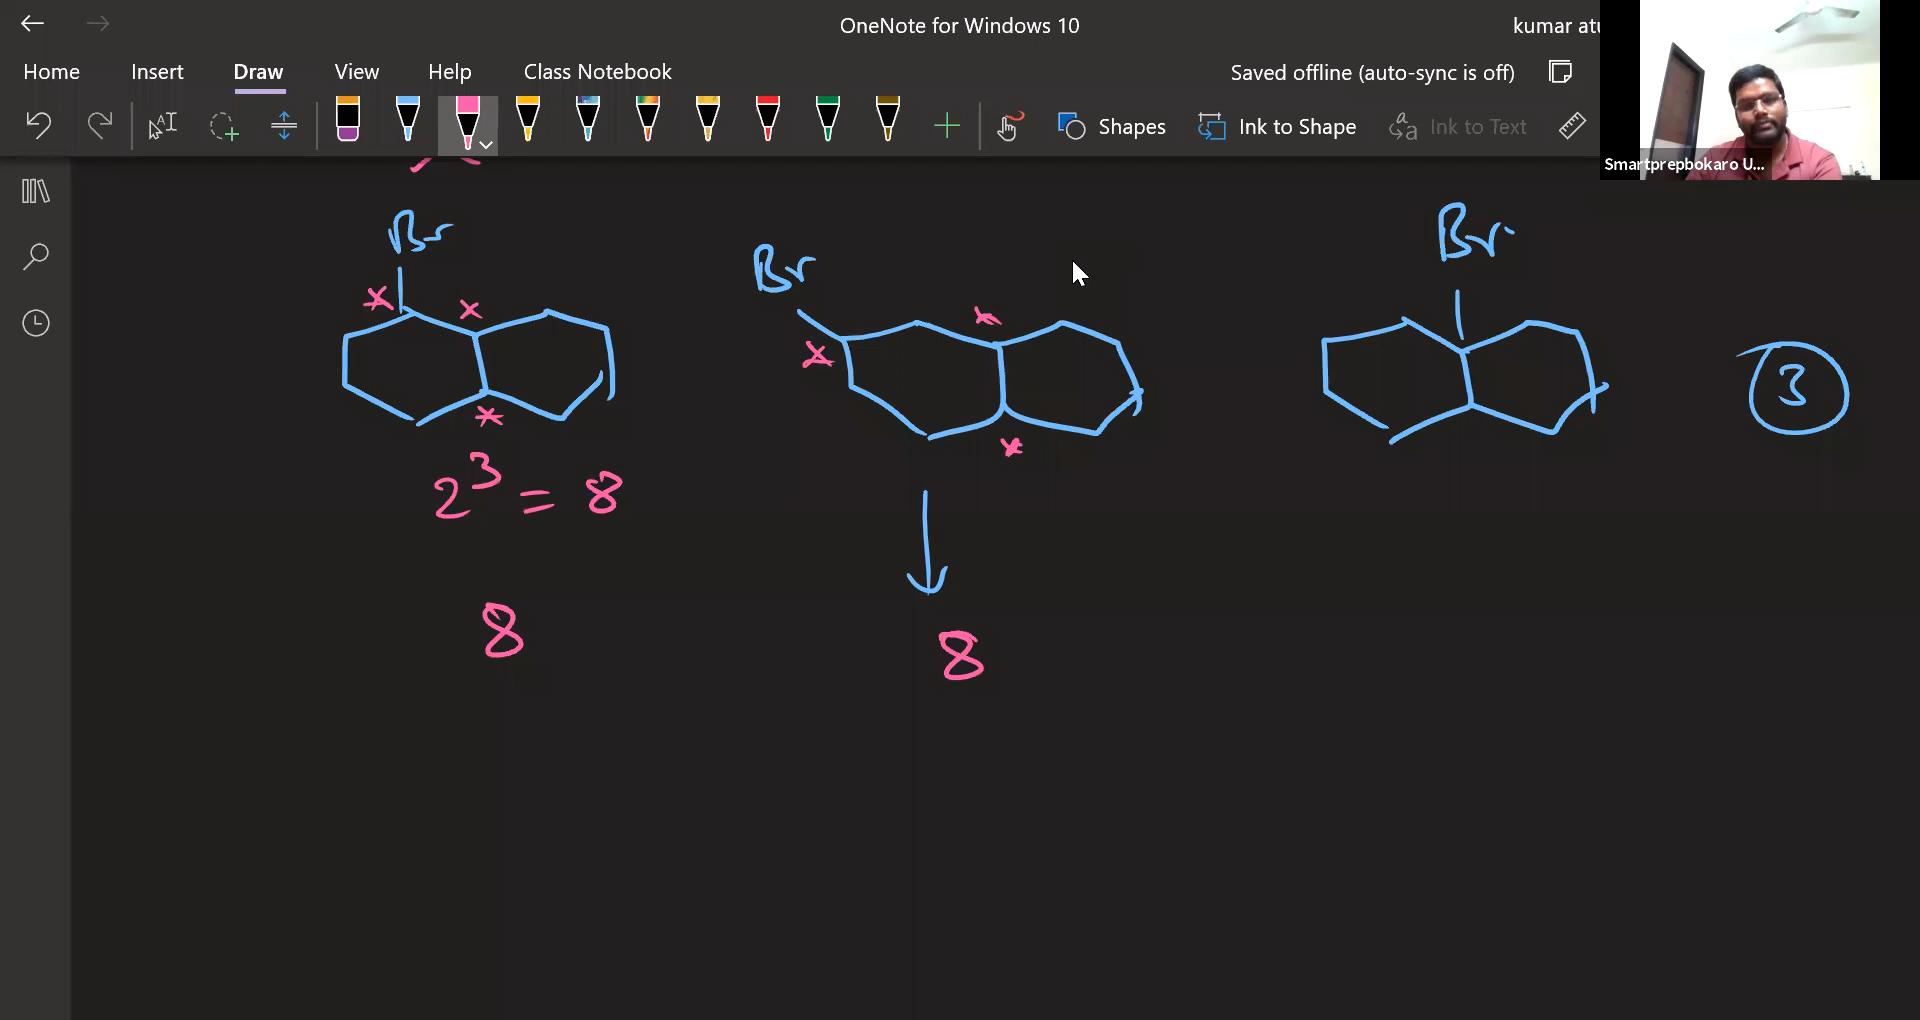 OneNote for Windows 10
kumar atu
Home Insert Draw View Help Class Notebook
Saved offline (auto-sync is off)
Shapes Ink to Shape Ink to Text
Smartprepbokaro U...
Br
Br
Br
3
2³ = 8
8
8